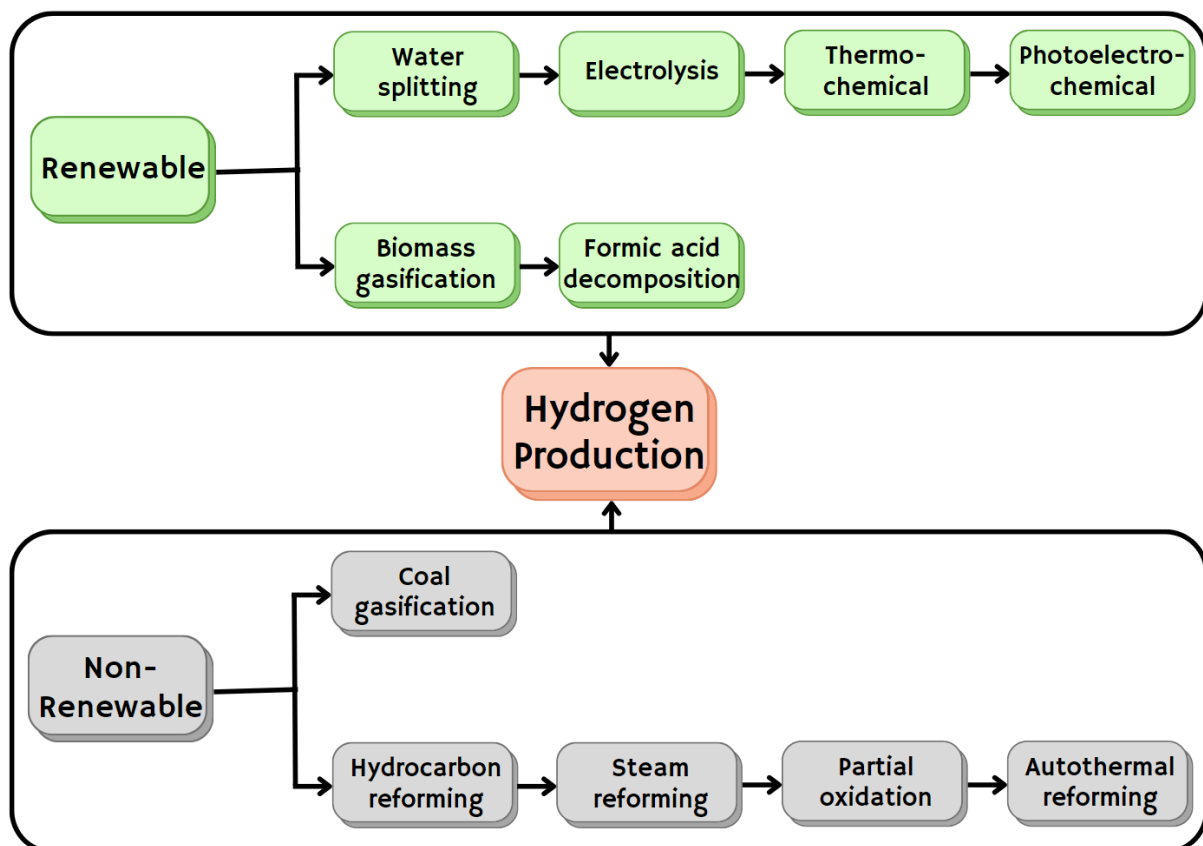 Water
splitting
Electrolysis
Thermo-
chemical
Photoelectro-
chemical
Renewable
Biomass
gasification
Formic acid
decomposition
Hydrogen
Production
Coal
gasification
Non-
Renewable
Hydrocarbon
reforming
Steam
reforming
Partial
oxidation
Autothermal
reforming